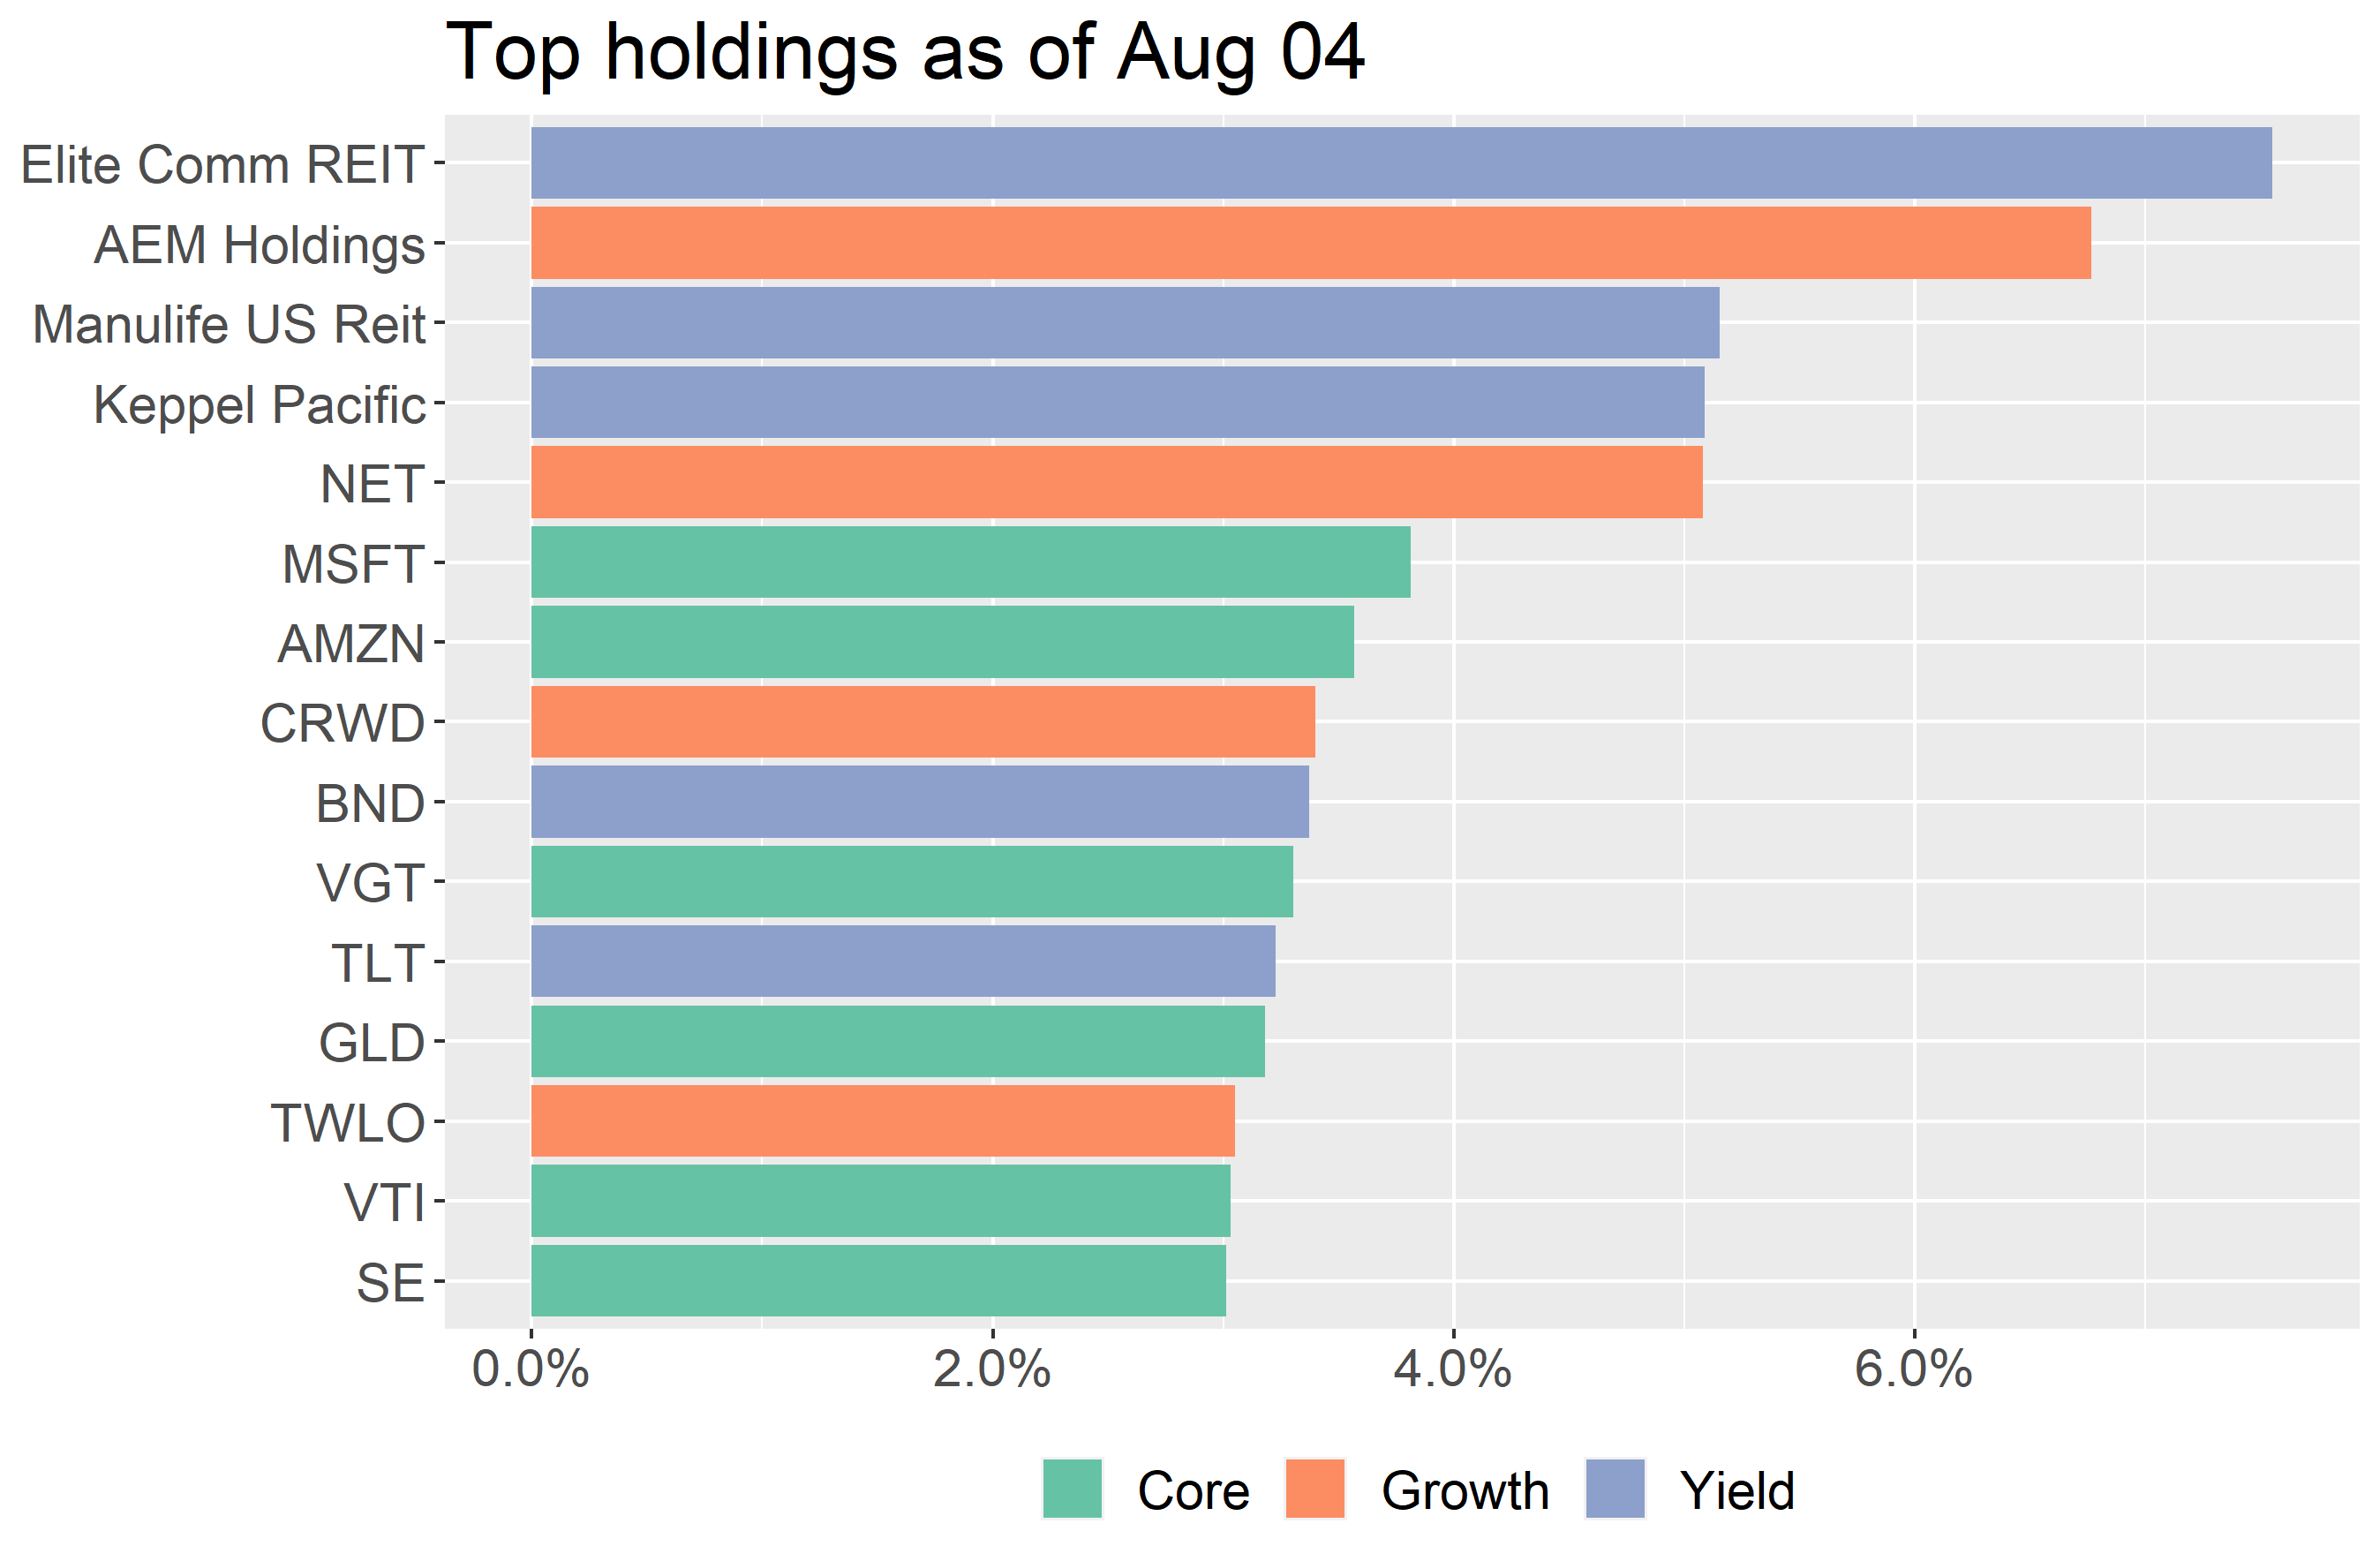 Top holdings as of Aug 04
Elite Comm REIT
AEM Holdings
Manulife US Reit
Keppel Pacific
NET
MSFT
AMZN
CRWD
BND
VGT
TLT
GLD
TWLO
VTI
SE
0.0% 2.0% 4.0% 6.0%
Core Growth Yield